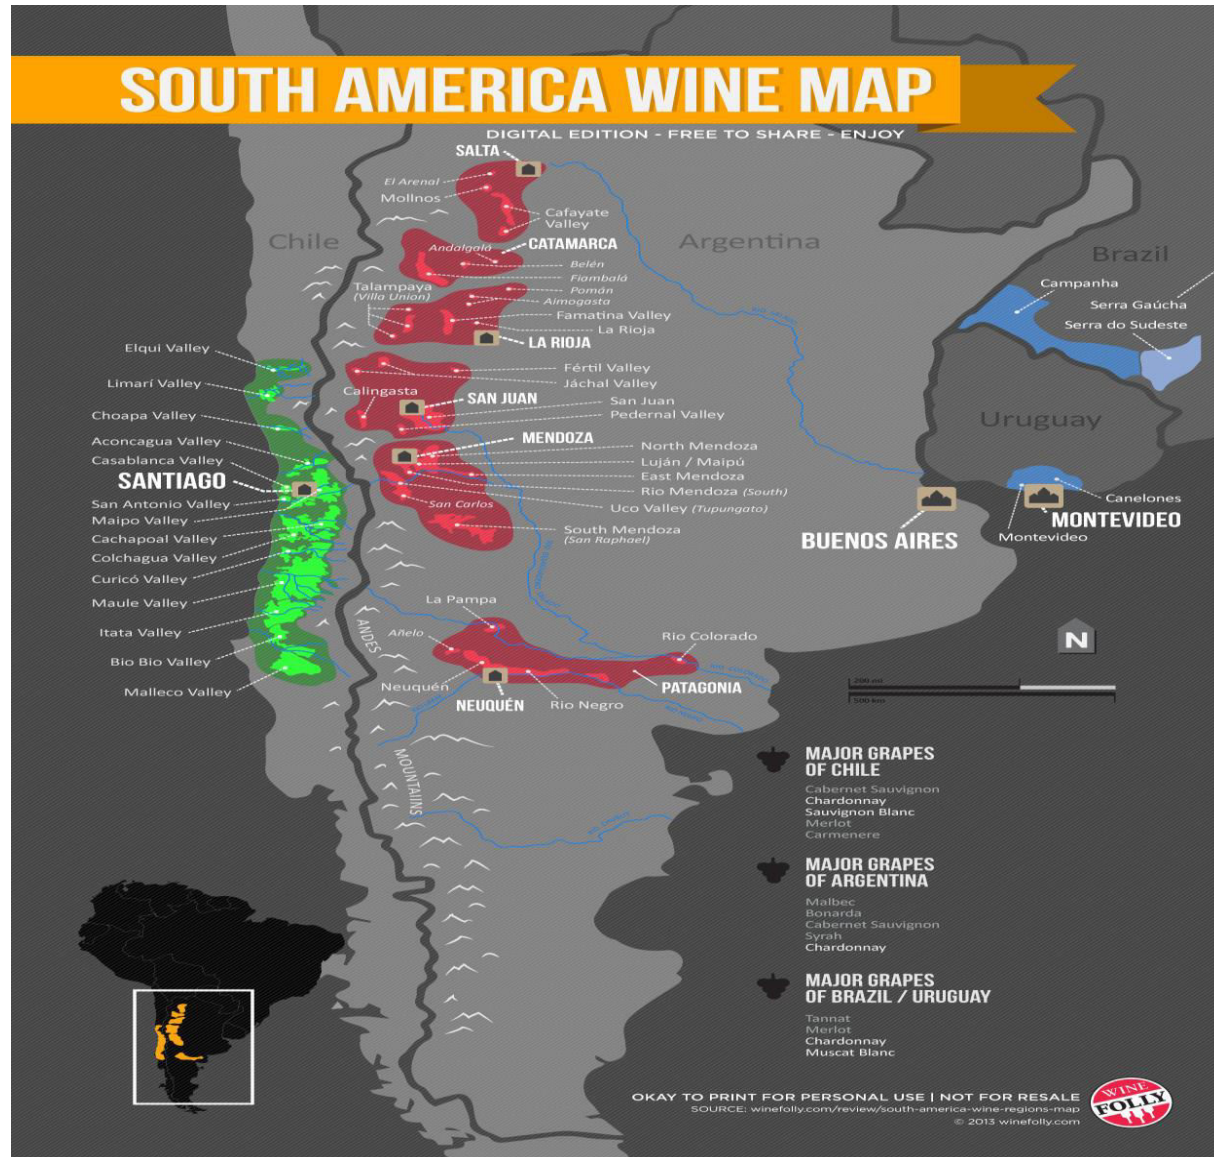 SOUTH AMERICA WINE MAP
DIGITAL EDITION - FREE TO SHARE - ENJOY
SALTA
El Arenal
Mollnos
Cafayate
Valley
Chile
Argentina
Brazil
CATAMARCA
Andalgolá
Belén
Fiambalá
Talampaya
(Villa Union)
Pomán
Aimogasta
Famatina Valley
La Rioja
LA RIOJA
Campanha
Serra Gaúcha
Serra do Sudeste
Uruguay
Elqui Valley
Limarí Valley
Choapa Valley
Aconcagua Valley
Casablanca Valley
SANTIAGO
San Antonio Valley
Maipo Valley
Cachapoal Valley
Colchagua Valley
Curicó Valley
Maule Valley
Itata Valley
Bio Bio Valley
Malleco Valley
Fértil Valley
Jáchal Valley
Calingasta
SAN JUAN
San Juan
Pedernal Valley
MENDOZA
North Mendoza
Luján / Maipú
East Mendoza
Rio Mendoza (South)
San Carlos
Uco Valley (Tupungato)
South Mendoza
(San Raphael)
BUENOS AIRES
Canelones
MONTEVIDEO
Montevideo
La Pampa
Añelo
Rio Colorado
Neuquén
NEUQUÉN
Rio Negro
PATAGONIA
ANDES
MOUNTAIINS
N
200 mi
500 km
MAJOR GRAPES
OF CHILE
Cabernet Sauvignon
Chardonnay
Sauvignon Blanc
Merlot
Carmenere
MAJOR GRAPES
OF ARGENTINA
Malbec
Bonarda
Cabernet Sauvignon
Syrah
Chardonnay
MAJOR GRAPES
OF BRAZIL / URUGUAY
Tannat
Merlot
Chardonnay
Muscat Blanc
OKAY TO PRINT FOR PERSONAL USE | NOT FOR RESALE
SOURCE: winefolly.com/review/south-america-wine-regions-map
© 2013 winefolly.com
WINE
FOLLY